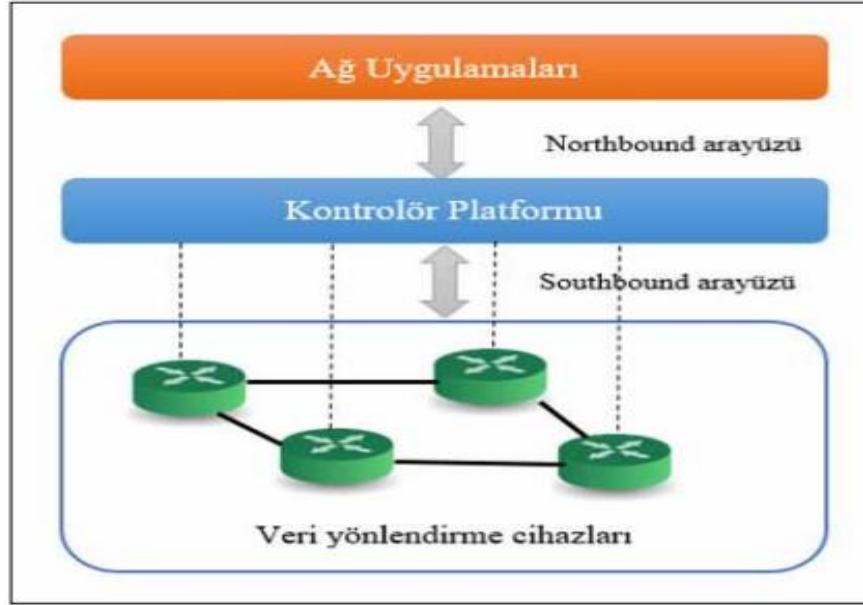 Ağ Uygulamaları
Northbound arayüzü
Kontrolör Platformu
Southbound arayüzü
Veri yönlendirme cihazları